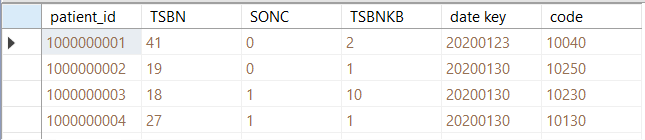 patient_id TSBN SONC TSBNKB date key code
1000000001 41 0 2 20200123 10040
1000000002 19 0 1 20200130 10250
1000000003 18 1 10 20200130 10230
1000000004 27 1 1 20200130 10130